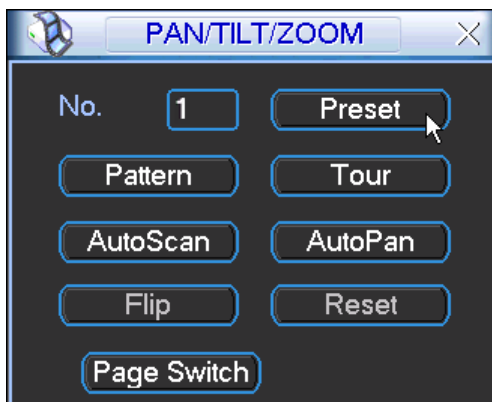 PAN/TILT/ZOOM
No. 1 Preset
Pattern Tour
AutoScan AutoPan
Flip Reset
Page Switch